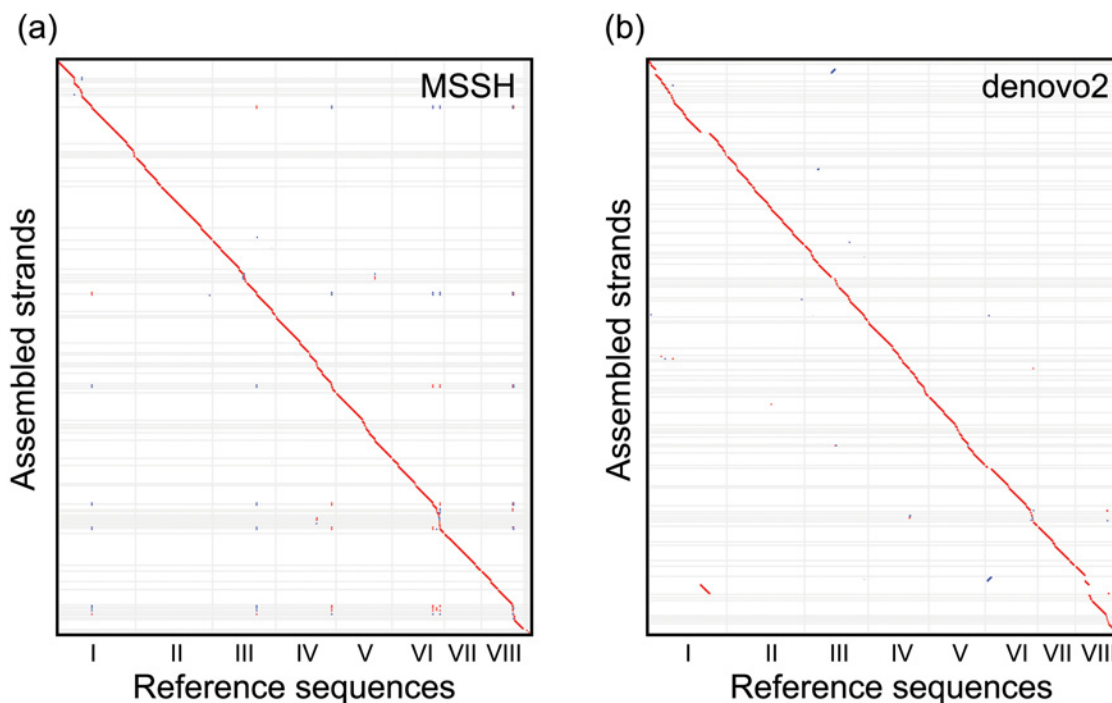 (a)
MSSH
Assembled strands
I II III IV V VI VII VIII
Reference sequences
(b)
denovo2
Assembled strands
I II III IV V VI VII VIII
Reference sequences